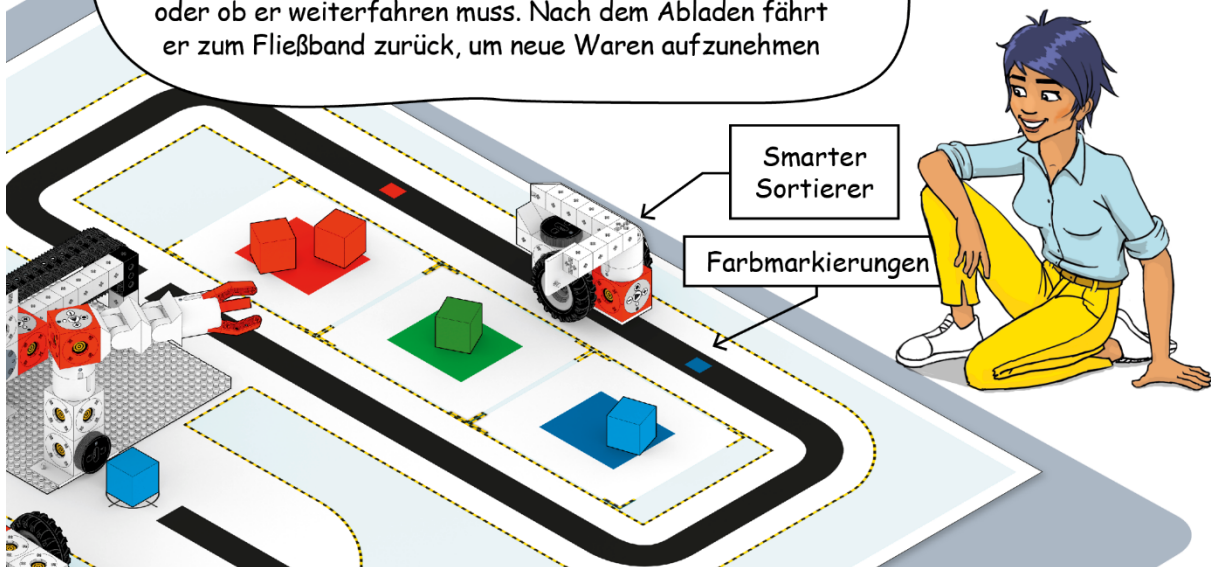 oder ob er weiterfahren muss. Nach dem Abladen fährt
er zum Fließband zurück, um neue Waren aufzunehmen
Smarter
Sortierer
Farbmarkierungen